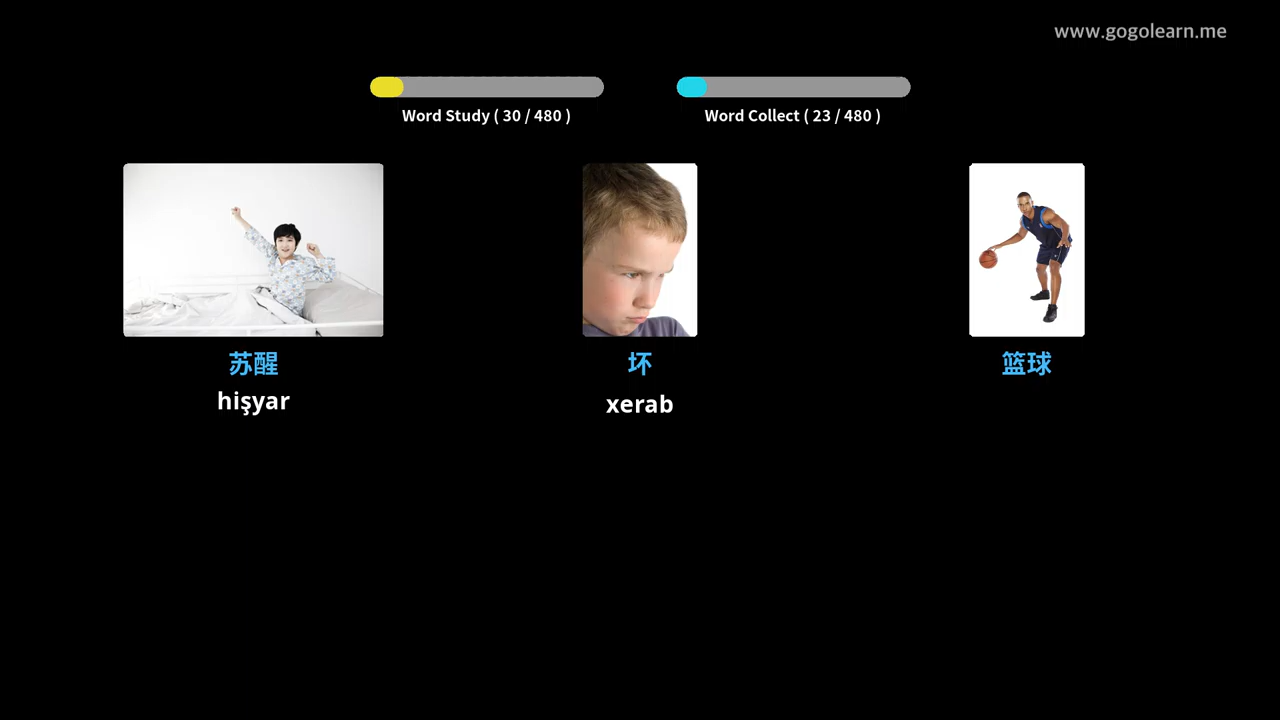 www.gogolearn.me
Word Study ( 30 / 480 )
Word Collect ( 23 / 480 )
苏醒
hişyar
坏
xerab
篮球